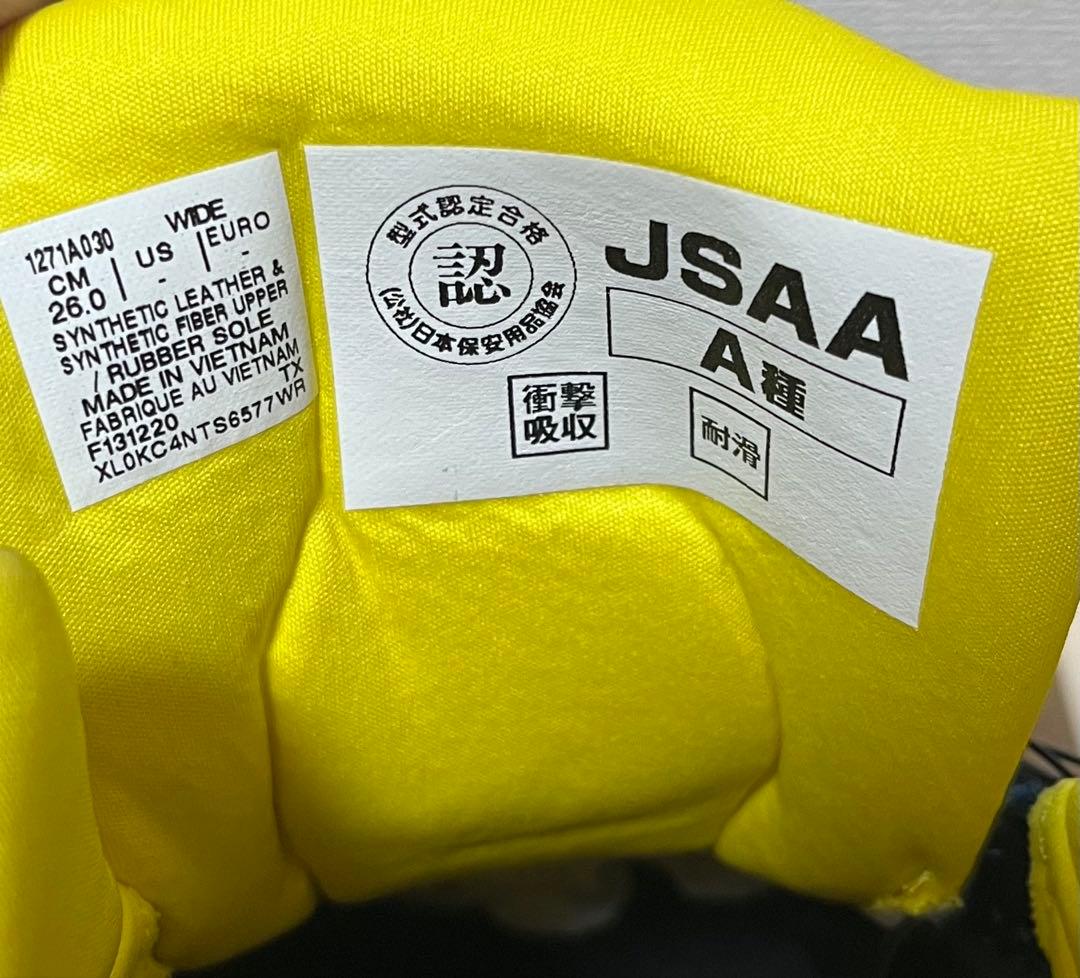 1271A030 WIDE
CM | US | EURO
26.0 - -
SYNTHETIC LEATHER &
SYNTHETIC FIBER UPPER
/ RUBBER SOLE
MADE IN VIETNAM
FABRIQUE AU VIETNAM
F131220 TX
XL0KC4NTS6577WR
型式認定合格
認
(公社)日本保安用品協会
JSAA
A種
衝撃
吸収
耐滑